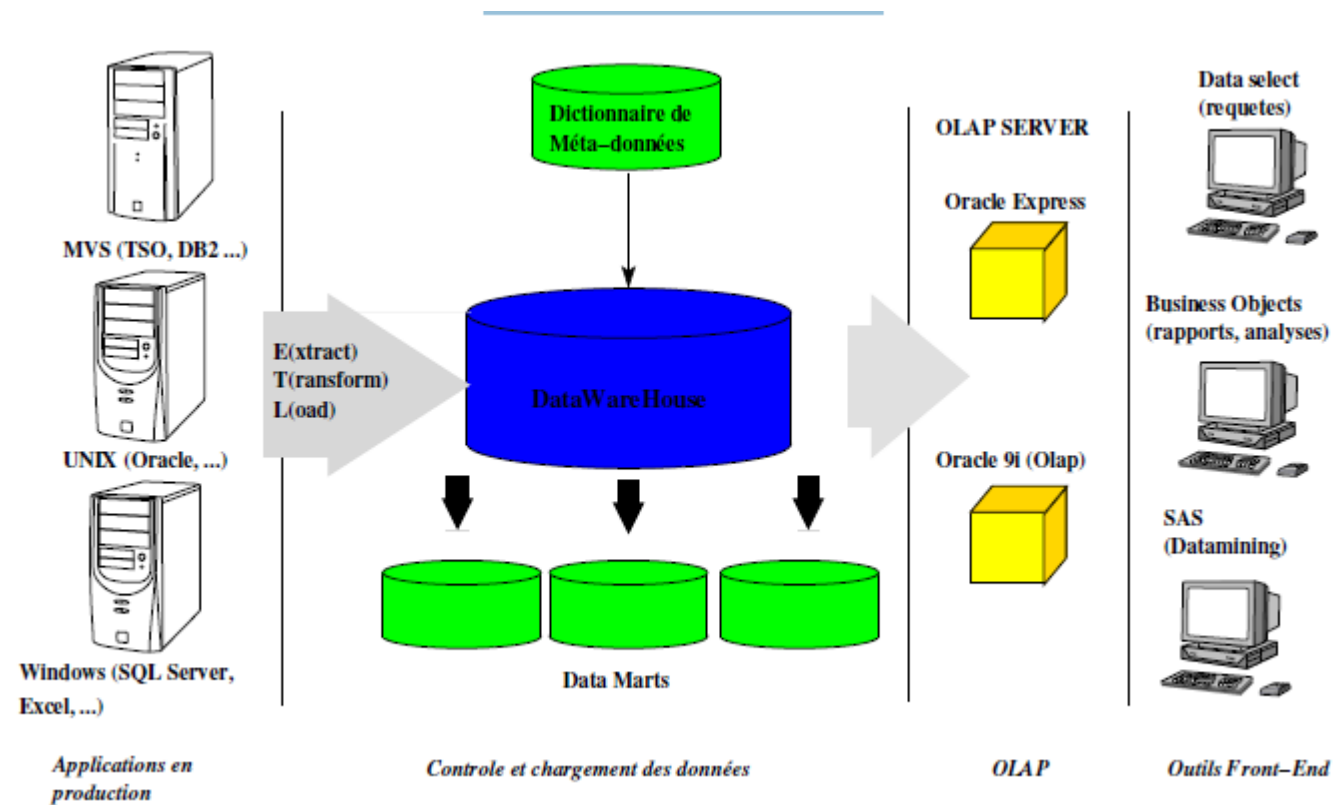 MVS (TSO, DB2 ...)
UNIX (Oracle, ...)
Windows (SQL Server,
Excel, ...)
Applications en
production
E(xtract)
T(ransform)
L(oad)
Dictionnaire de
Méta-données
DataWareHouse
Data Marts
Controle et chargement des données
OLAP SERVER
Oracle Express
Oracle 9i (Olap)
OLAP
Data select
(requetes)
Business Objects
(rapports, analyses)
SAS
(Datamining)
Outils Front-End